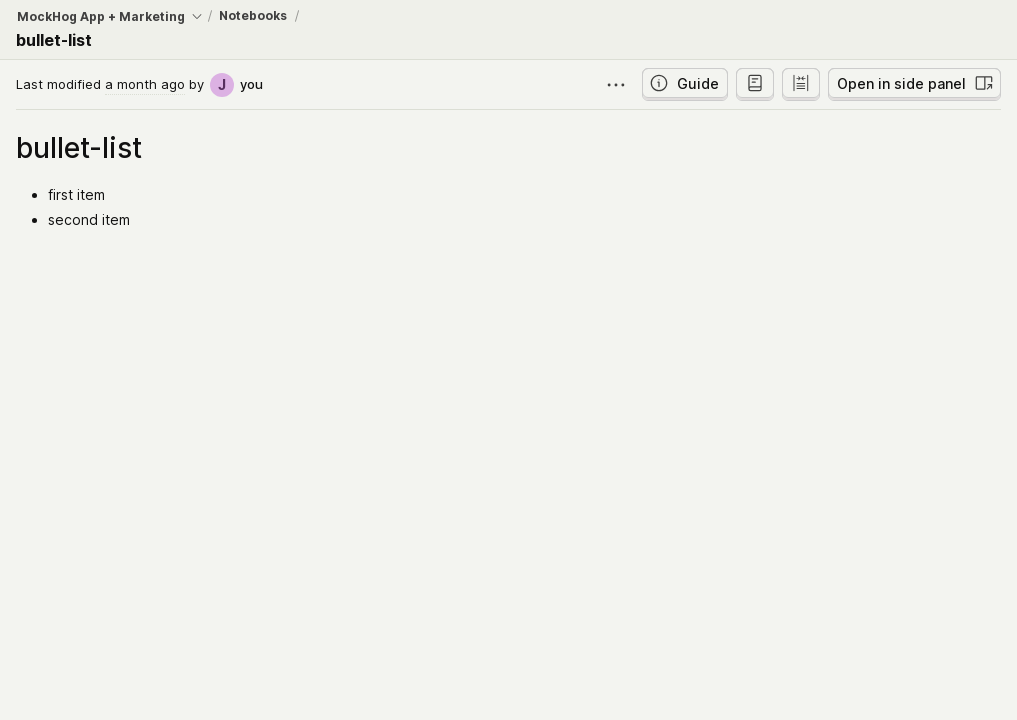 MockHog App + Marketing / Notebooks /
bullet-list
Last modified a month ago by J you
Guide
Open in side panel
bullet-list
• first item
• second item